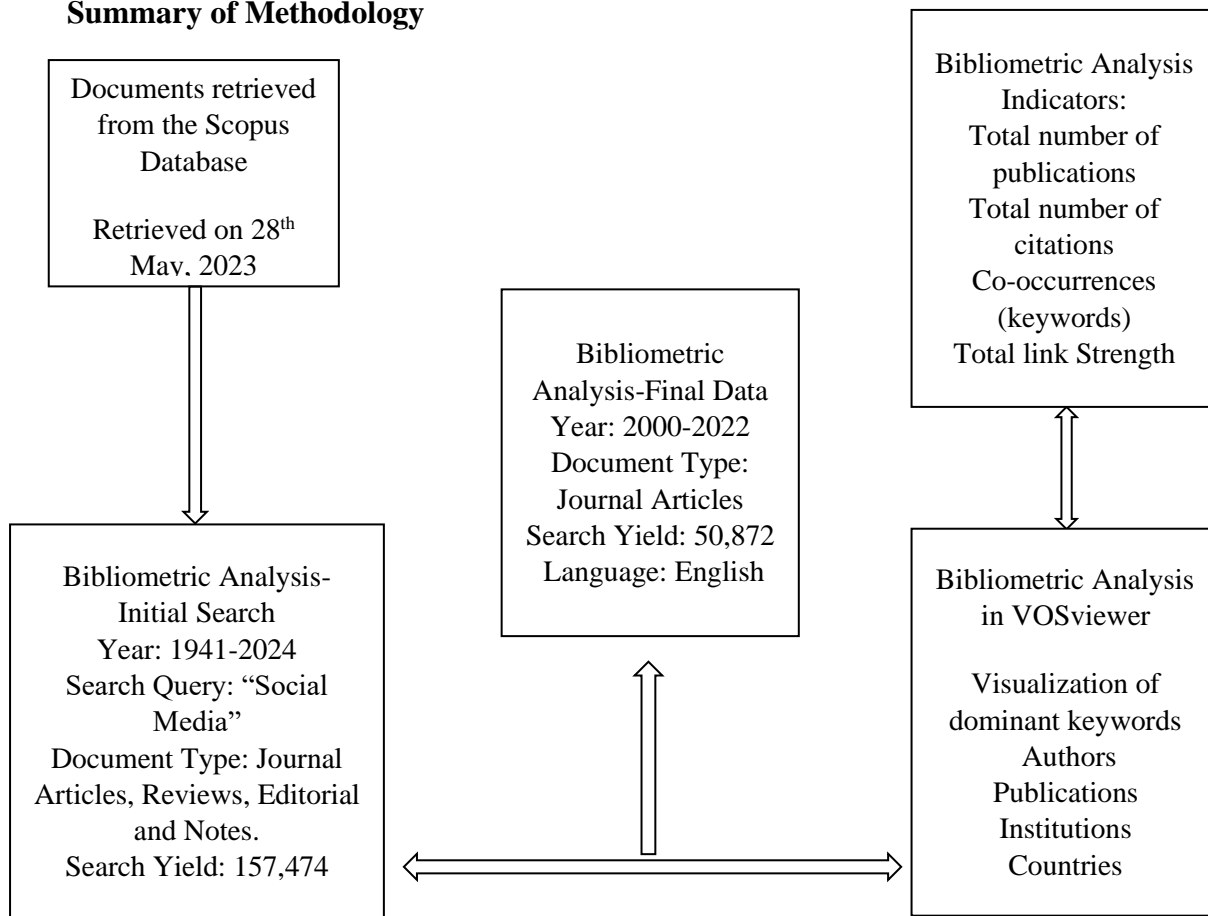 Summary of Methodology
Documents retrieved
from the Scopus
Database
Retrieved on 28th
May, 2023
Bibliometric Analysis-
Initial Search
Year: 1941-2024
Search Query: “Social
Media”
Document Type: Journal
Articles, Reviews, Editorial
and Notes.
Search Yield: 157,474
Bibliometric
Analysis-Final Data
Year: 2000-2022
Document Type:
Journal Articles
Search Yield: 50,872
Language: English
Bibliometric Analysis
Indicators:
Total number of
publications
Total number of
citations
Co-occurrences
(keywords)
Total link Strength
Bibliometric Analysis
in VOSviewer
Visualization of
dominant keywords
Authors
Publications
Institutions
Countries